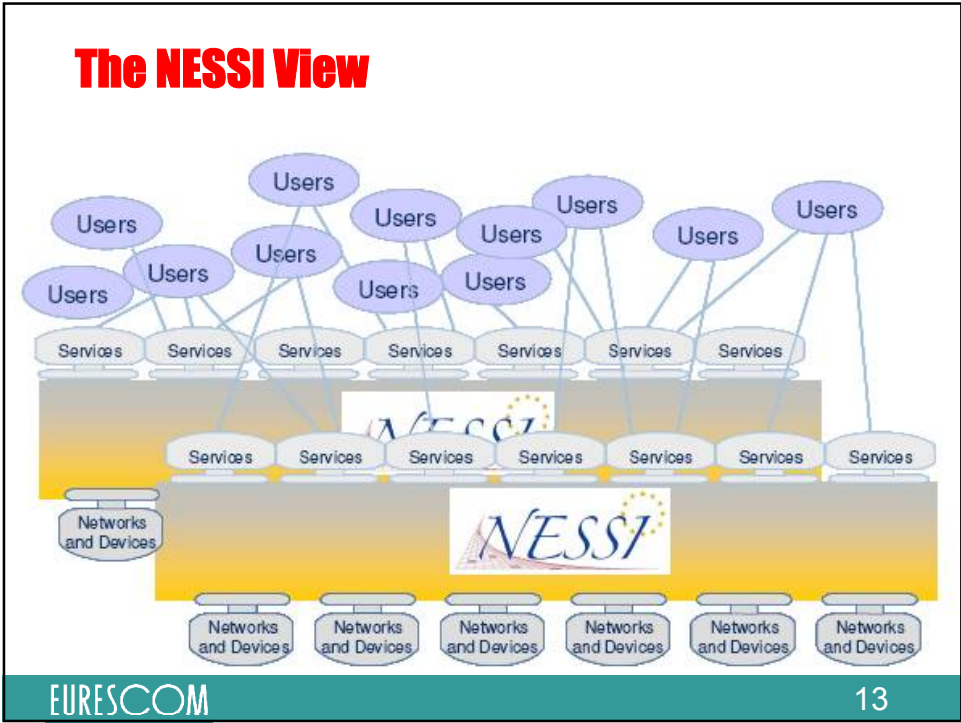 The NESSI View
Users
Users
Users
Users
Users
Users
Users
Users
Users
Users
Users
Users
Services Services Services Services Services Services Services
NESSI
Services Services Services Services Services Services Services
NESSI
Networks
and Devices
Networks
and Devices
Networks
and Devices
Networks
and Devices
Networks
and Devices
Networks
and Devices
Networks
and Devices
EURESCOM
13